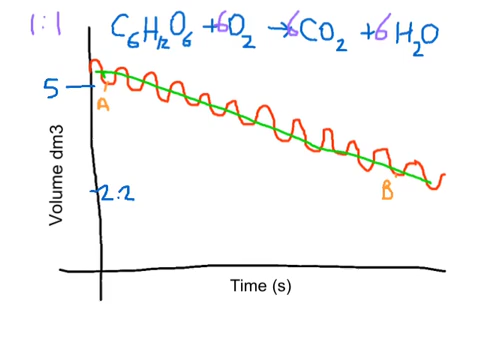 1:1
C₆H₁₂O₆ + 6O₂ → 6CO₂ + 6H₂O
5
A
2.2
B
Volume dm3
Time (s)